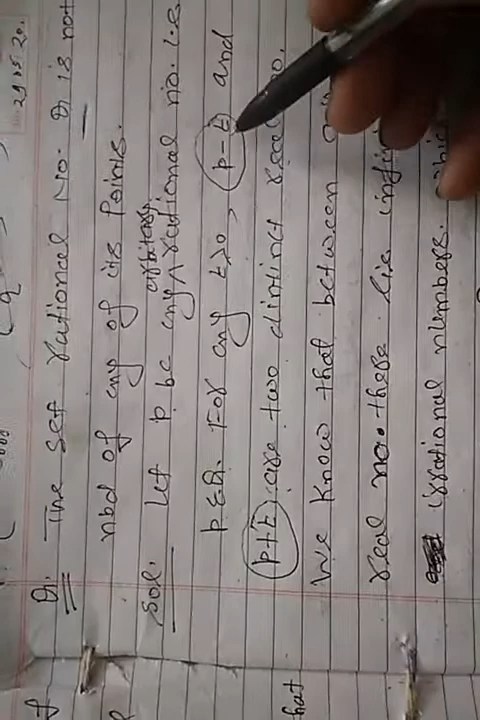 29.05.20.
Q. The set rational no. Q is not
nbd of any of its points.
Sol. Let p be any arbitrary rational no. i.e
p∈Q. For any ε>0, p-ε and
p+ε are two distinct real no.
We know that between
real no. there lie
irrational numbers.
hat